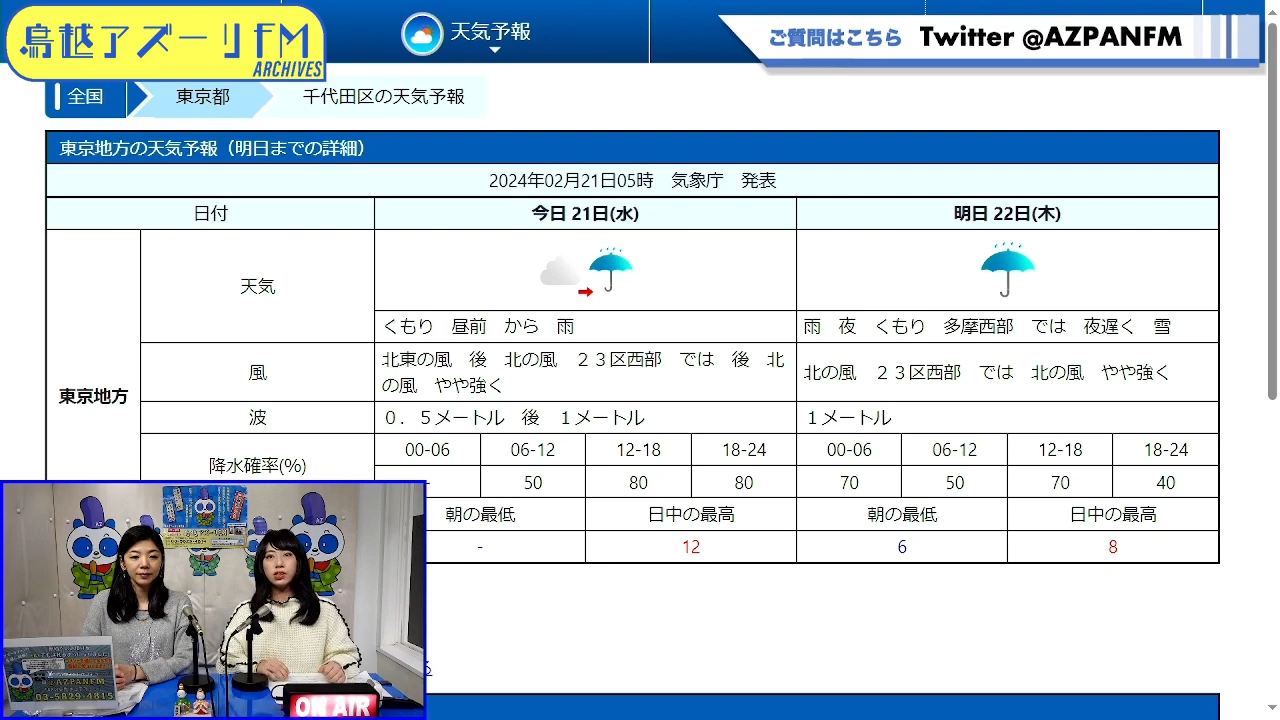 鳥越アズーリFM
ARCHIVES
天気予報
ご質問はこちら Twitter @AZPANFM
全国 東京都 千代田区の天気予報
東京地方の天気予報（明日までの詳細）
2024年02月21日05時 気象庁 発表
日付 今日 21日(水) 明日 22日(木)
東京地方
天気
くもり 昼前 から 雨
雨 夜 くもり 多摩西部 では 夜遅く 雪
風
北東の風 後 北の風 ２３区西部 では 後 北
の風 やや強く
北の風 ２３区西部 では 北の風 やや強く
波 ０．５メートル 後 １メートル １メートル
降水確率(%)
00-06 06-12 12-18 18-24 00-06 06-12 12-18 18-24
- 50 80 80 70 50 70 40
朝の最低 日中の最高 朝の最低 日中の最高
- 12 6 8
AZPANFM
03-5829-4815
ON AIR